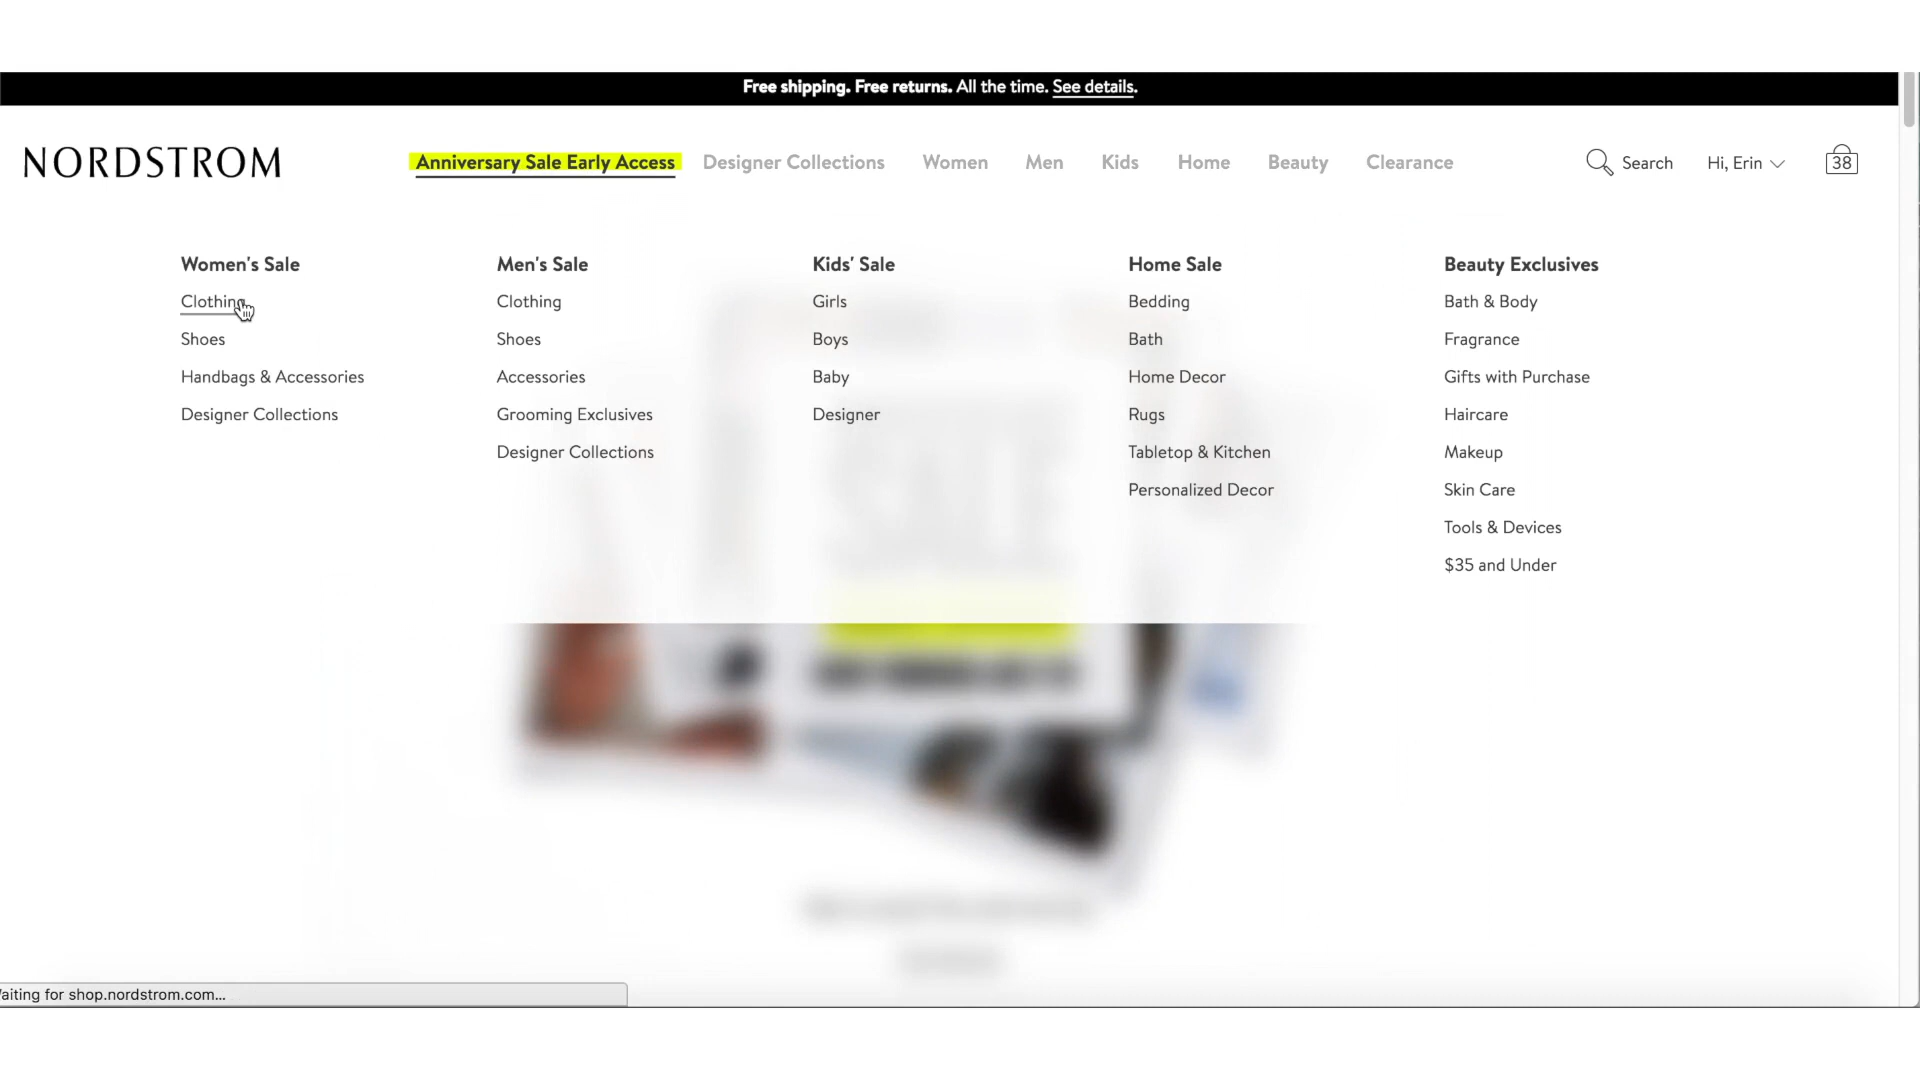 Free shipping. Free returns. All the time. See details.
NORDSTROM
Anniversary Sale Early Access
Designer Collections
Women
Men
Kids
Home
Beauty
Clearance
Search
Hi, Erin
38
Women's Sale
Clothing
Shoes
Handbags & Accessories
Designer Collections
Men's Sale
Clothing
Shoes
Accessories
Grooming Exclusives
Designer Collections
Kids' Sale
Girls
Boys
Baby
Designer
Home Sale
Bedding
Bath
Home Decor
Rugs
Tabletop & Kitchen
Personalized Decor
Beauty Exclusives
Bath & Body
Fragrance
Gifts with Purchase
Haircare
Makeup
Skin Care
Tools & Devices
$35 and Under
SALE
aiting for shop.nordstrom.com...